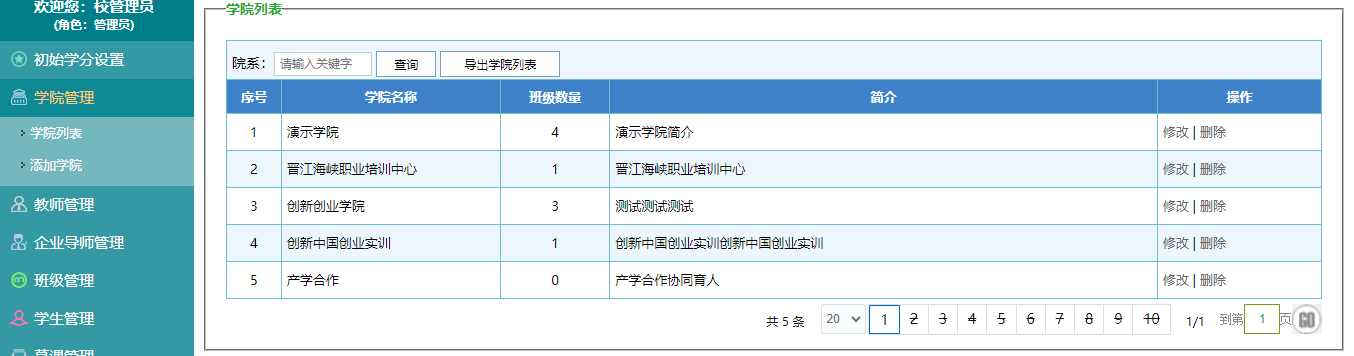 欢迎您：校管理员
(角色：管理员)
初始学分设置
学院管理
学院列表
添加学院
教师管理
企业导师管理
班级管理
学生管理
慕课管理
学院列表
院系： 请输入关键字 查询 导出学院列表
序号 学院名称 班级数量 简介 操作
1 演示学院 4 演示学院简介 修改 | 删除
2 晋江海峡职业培训中心 1 晋江海峡职业培训中心 修改 | 删除
3 创新创业学院 3 测试测试测试 修改 | 删除
4 创新中国创业实训 1 创新中国创业实训创新中国创业实训 修改 | 删除
5 产学合作 0 产学合作协同育人 修改 | 删除
共 5 条 20 1 2 3 4 5 6 7 8 9 10 1/1 到第 1 页 GO